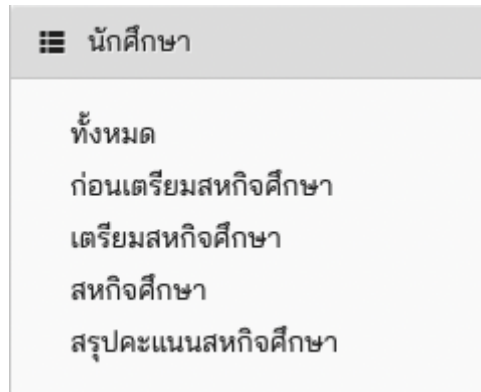 นักศึกษา
ทั้งหมด
ก่อนเตรียมสหกิจศึกษา
เตรียมสหกิจศึกษา
สหกิจศึกษา
สรุปคะแนนสหกิจศึกษา